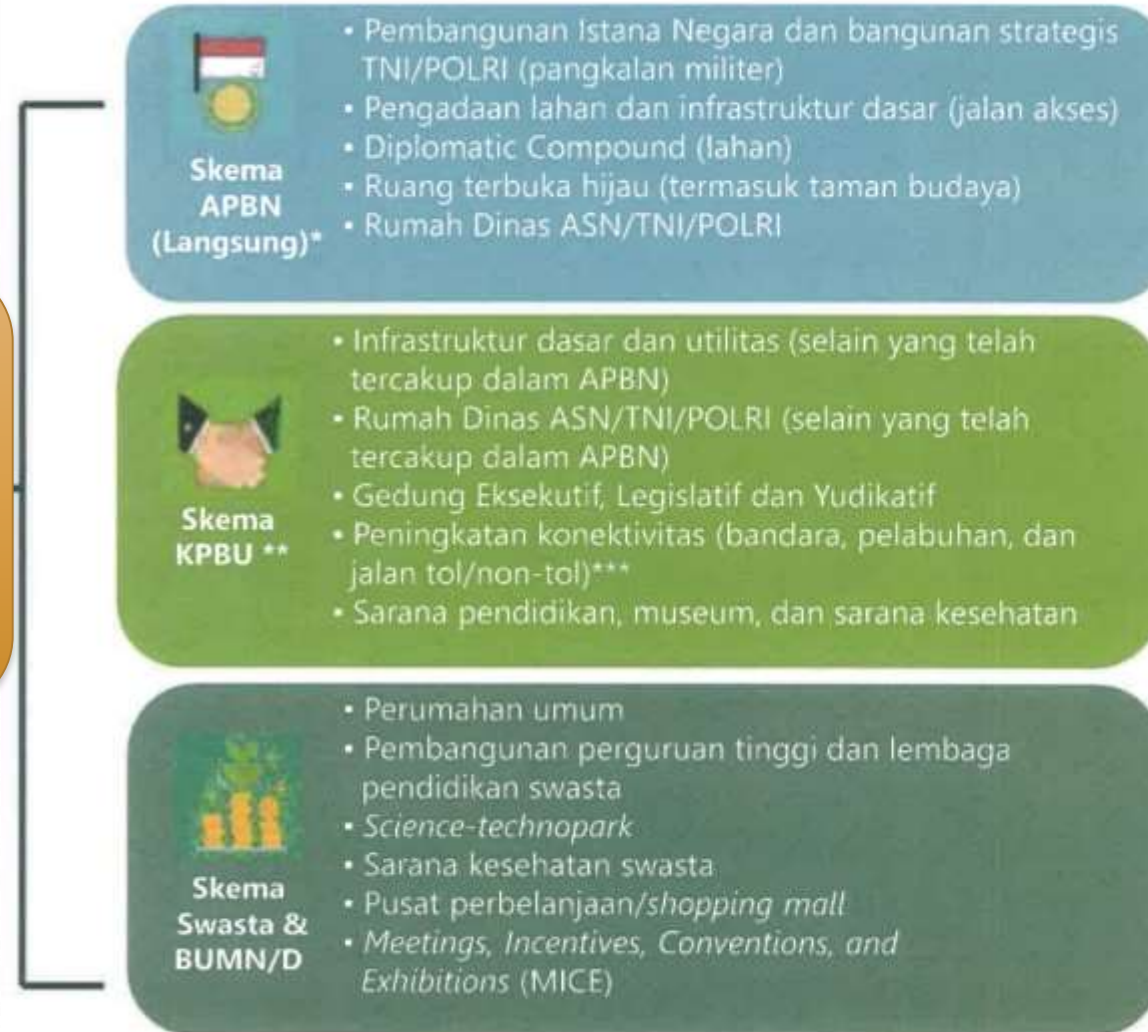 Skema
APBN
(Langsung)*
• Pembangunan Istana Negara dan bangunan strategis
TNI/POLRI (pangkalan militer)
• Pengadaan lahan dan infrastruktur dasar (jalan akses)
• Diplomatic Compound (lahan)
• Ruang terbuka hijau (termasuk taman budaya)
• Rumah Dinas ASN/TNI/POLRI
Skema
KPBU **
• Infrastruktur dasar dan utilitas (selain yang telah
tercakup dalam APBN)
• Rumah Dinas ASN/TNI/POLRI (selain yang telah
tercakup dalam APBN)
• Gedung Eksekutif, Legislatif dan Yudikatif
• Peningkatan konektivitas (bandara, pelabuhan, dan
jalan tol/non-tol)***
• Sarana pendidikan, museum, dan sarana kesehatan
Skema
Swasta &
BUMN/D
• Perumahan umum
• Pembangunan perguruan tinggi dan lembaga
pendidikan swasta
• Science-technopark
• Sarana kesehatan swasta
• Pusat perbelanjaan/shopping mall
• Meetings, Incentives, Conventions, and
Exhibitions (MICE)